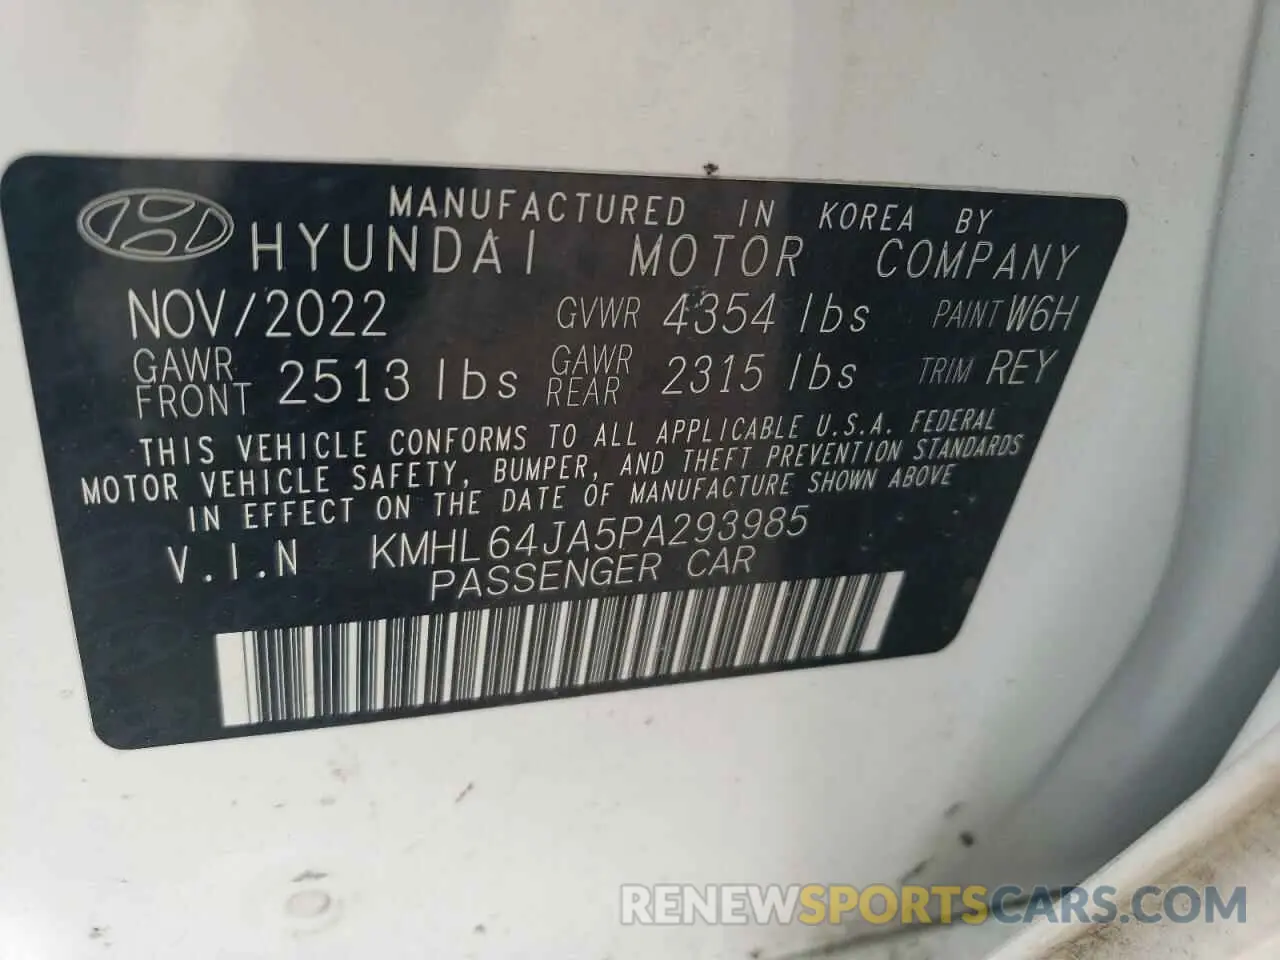 MANUFACTURED IN KOREA BY
HYUNDAI MOTOR COMPANY
NOV/2022 GVWR 4354 lbs PAINT W6H
GAWR FRONT 2513 lbs GAWR REAR 2315 lbs TRIM REY
THIS VEHICLE CONFORMS TO ALL APPLICABLE U.S.A. FEDERAL
MOTOR VEHICLE SAFETY, BUMPER, AND THEFT PREVENTION STANDARDS
IN EFFECT ON THE DATE OF MANUFACTURE SHOWN ABOVE
V.I.N KMHL64JA5PA293985
PASSENGER CAR
RENEWSPORTSCARS.COM